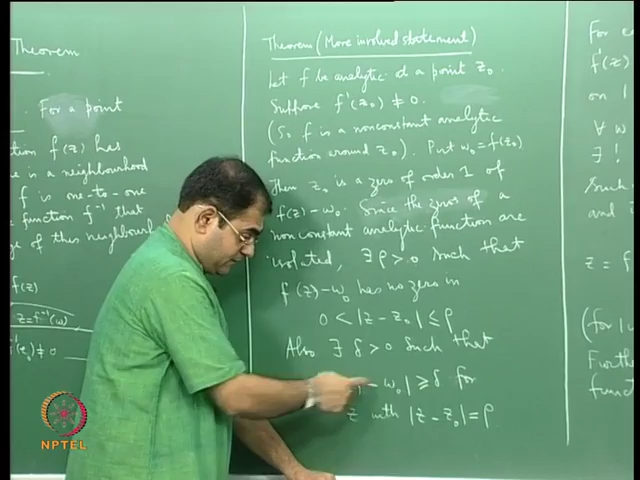 Theorem
For a point
f(z) has
is a neighbourhood
f is one-to-one
function f⁻¹ that
of this neighbourh
f(z)
z=f⁻¹(w)
(z₀)≠0
Theorem (More involved statement)
Let f be analytic at a point z₀.
Suppose f'(z₀) ≠ 0.
(So f is a nonconstant analytic
function around z₀). Put w₀=f(z₀)
Then z₀ is a zero of order 1 of
f(z)-w₀. Since the zeros of a
nonconstant analytic function are
isolated, ∃ ρ>0 such that
f(z)-w₀ has no zero in
0<|z-z₀|≤ρ
Also ∃ δ>0 such that
-w₀|≥δ for
z with |z-z₀|=ρ
For
f'(z)
on |
∀ w
∃!
Such
and
z = f
(for
Furth
func
NPTEL